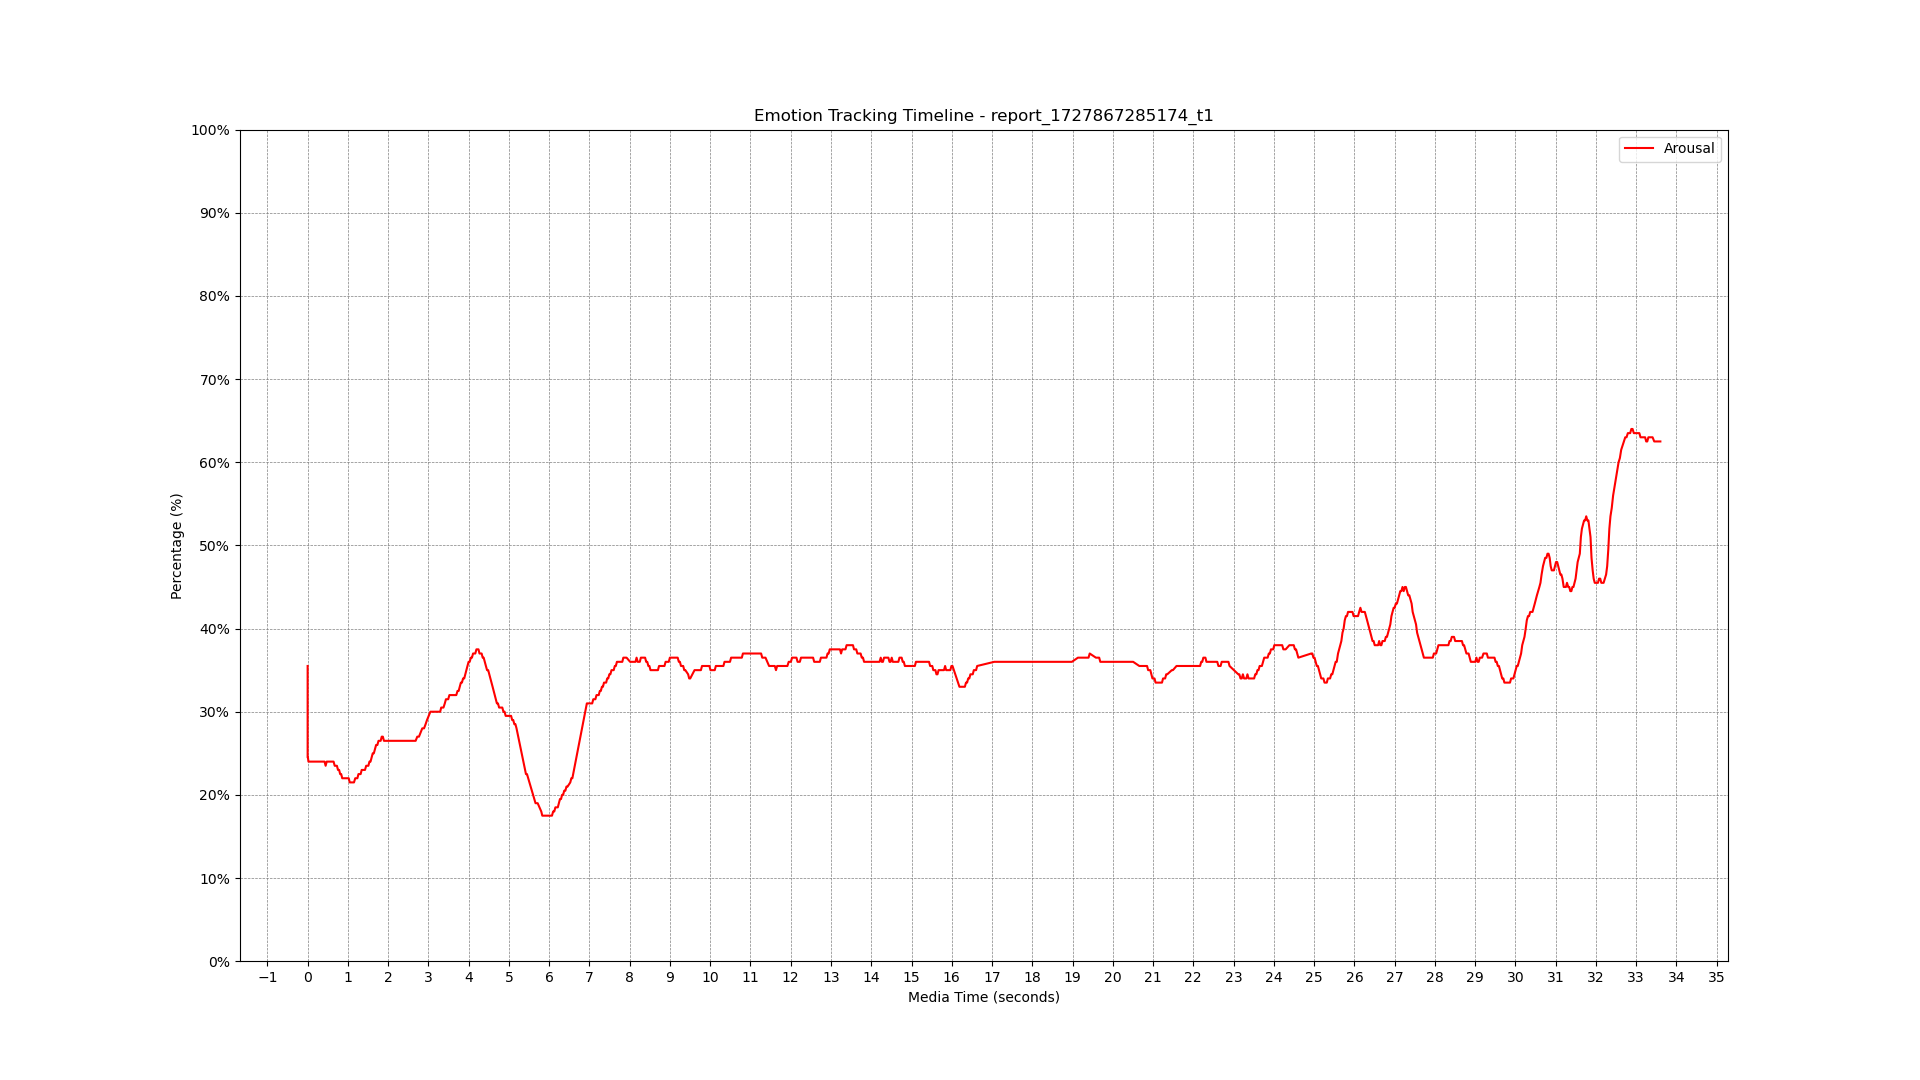 Emotion Tracking Timeline - report_1727867285174_t1
100%
90%
80%
70%
60%
50%
40%
30%
20%
10%
0%
Percentage (%)
Arousal
−1 0 1 2 3 4 5 6 7 8 9 10 11 12 13 14 15 16 17 18 19 20 21 22 23 24 25 26 27 28 29 30 31 32 33 34 35
Media Time (seconds)